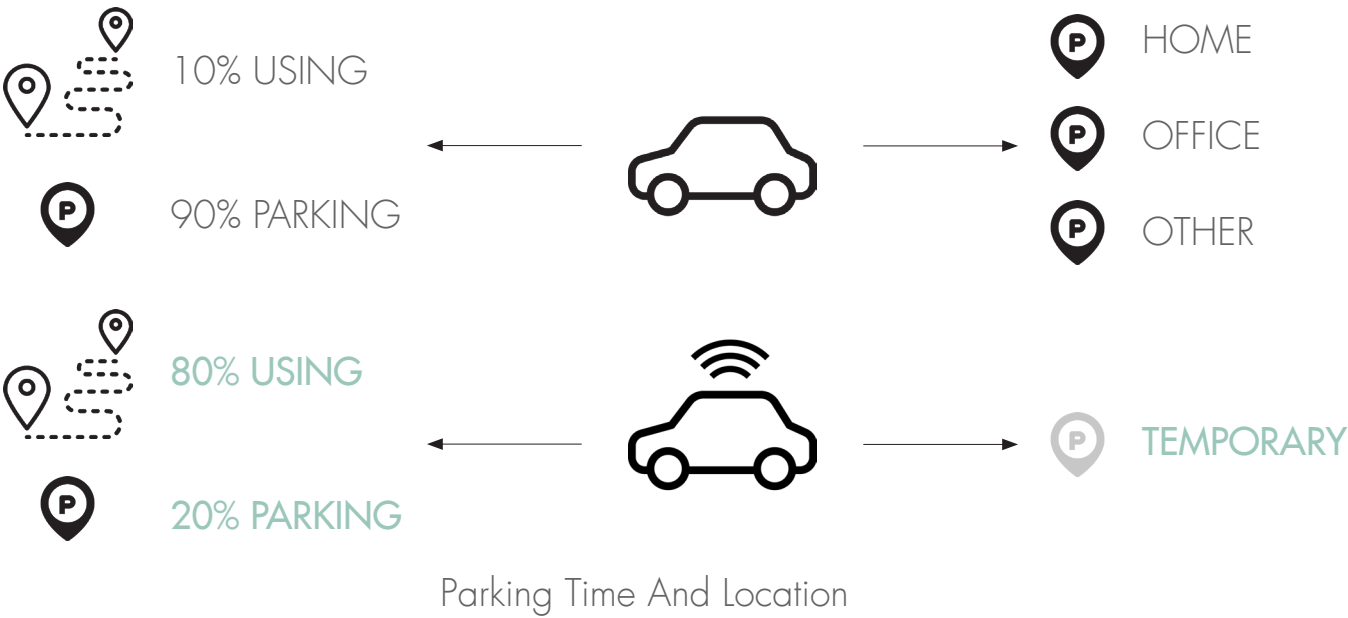 10% USING
90% PARKING
P
HOME
P
OFFICE
P
OTHER
P
80% USING
20% PARKING
P
TEMPORARY
P
Parking Time And Location